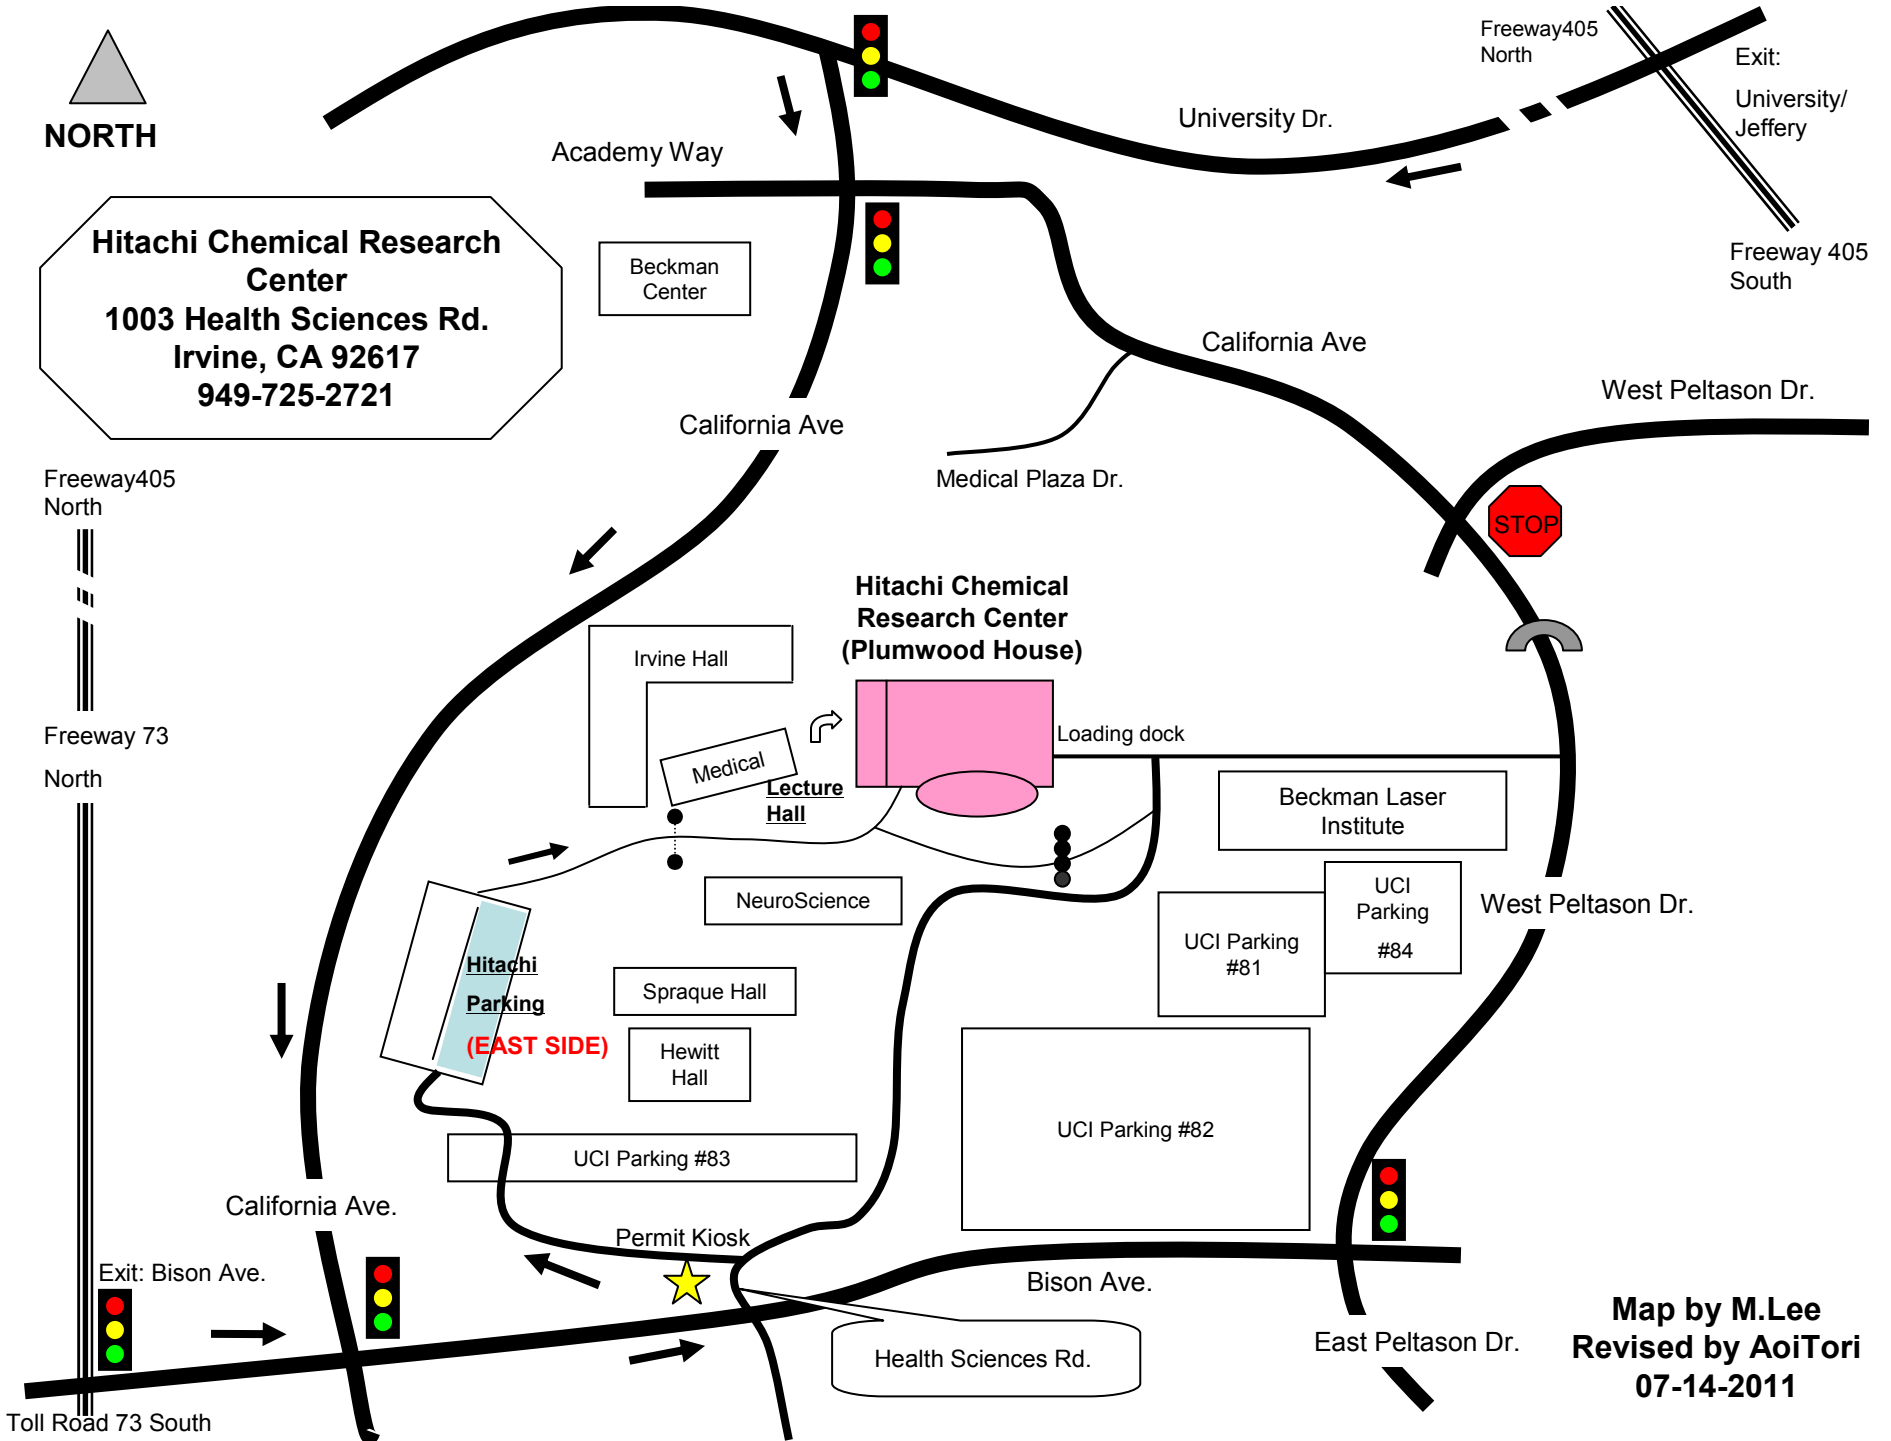 Freeway405
North
Exit:
University/
Jeffery
University Dr.
NORTH
Academy Way
Hitachi Chemical Research
Center
1003 Health Sciences Rd.
Irvine, CA 92617
949-725-2721
Beckman
Center
Freeway 405
South
California Ave
West Peltason Dr.
California Ave
Medical Plaza Dr.
Freeway405
North
STOP
Hitachi Chemical
Research Center
(Plumwood House)
Irvine Hall
Freeway 73
North
Loading dock
Medical
Lecture
Hall
Beckman Laser
Institute
NeuroScience
UCI
Parking
#84
West Peltason Dr.
UCI Parking
#81
Hitachi
Parking
(EAST SIDE)
Spraque Hall
Hewitt
Hall
UCI Parking #82
UCI Parking #83
California Ave.
Permit Kiosk
Exit: Bison Ave.
Bison Ave.
Health Sciences Rd.
East Peltason Dr.
Map by M.Lee
Revised by AoiTori
07-14-2011
Toll Road 73 South